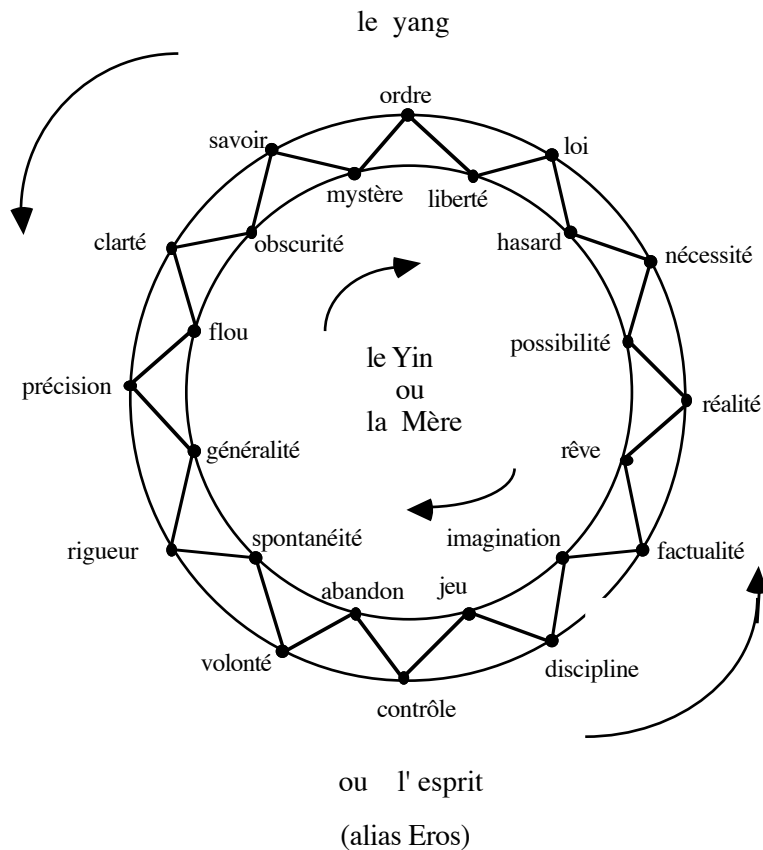 le yang
ordre
savoir
loi
mystère
liberté
clarté
obscurité
hasard
nécessité
flou
possibilité
le Yin
ou
la Mère
précision
réalité
généralité
rêve
spontanéité
imagination
rigueur
factualité
abandon
jeu
volonté
discipline
contrôle
ou l' esprit
(alias Eros)